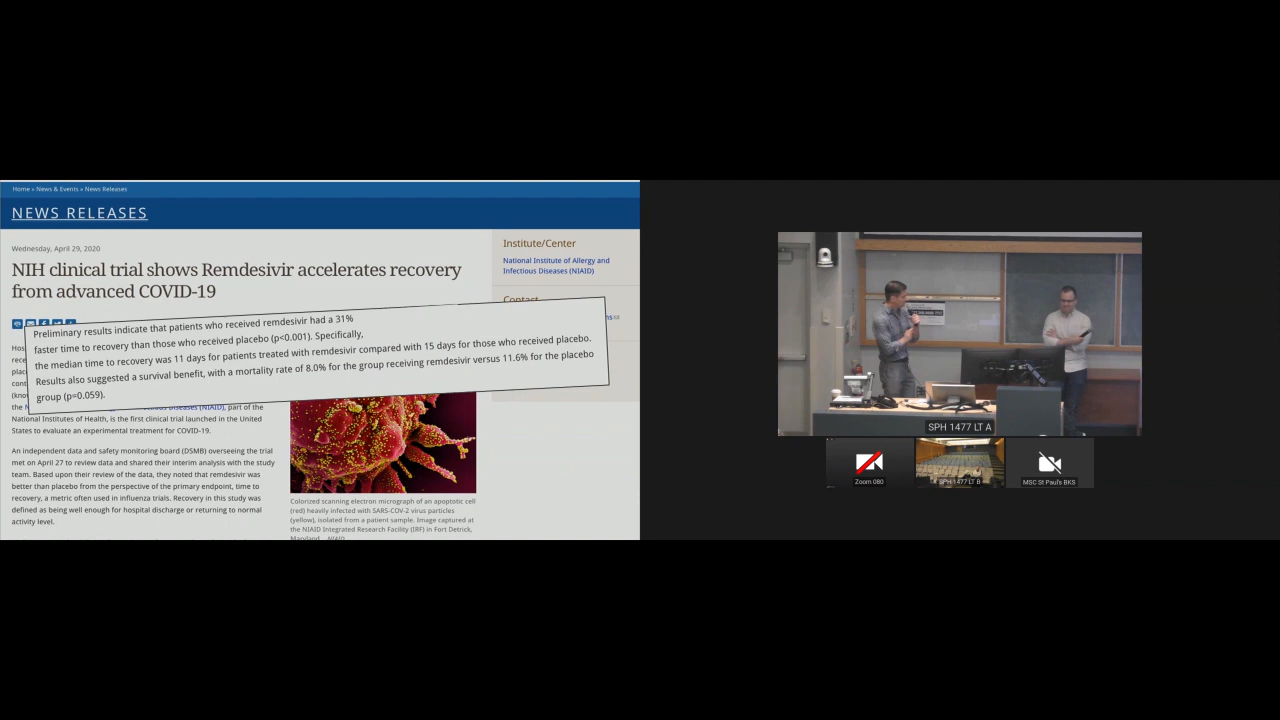 Home » News & Events » News Releases
NEWS RELEASES
Wednesday, April 29, 2020
NIH clinical trial shows Remdesivir accelerates recovery
from advanced COVID-19
Preliminary results indicate that patients who received remdesivir had a 31%
faster time to recovery than those who received placebo (p<0.001). Specifically,
the median time to recovery was 11 days for patients treated with remdesivir compared with 15 days for those who received placebo.
Results also suggested a survival benefit, with a mortality rate of 8.0% for the group receiving remdesivir versus 11.6% for the placebo
group (p=0.059).
the
Diseases (NIAID), part of the
National Institutes of Health, is the first clinical trial launched in the United
States to evaluate an experimental treatment for COVID-19.
An independent data and safety monitoring board (DSMB) overseeing the trial
met on April 27 to review data and shared their interim analysis with the study
team. Based upon their review of the data, they noted that remdesivir was
better than placebo from the perspective of the primary endpoint, time to
recovery, a metric often used in influenza trials. Recovery in this study was
defined as being well enough for hospital discharge or returning to normal
activity level.
Colorized scanning electron micrograph of an apoptotic cell
(red) heavily infected with SARS-COV-2 virus particles
(yellow), isolated from a patient sample. Image captured at
the NIAID Integrated Research Facility (IRF) in Fort Detrick,
Maryland. NIAID
Institute/Center
National Institute of Allergy and
Infectious Diseases (NIAID)
Contact
SPH 1477 LT A
Zoom 080
SPH 1477 LT B
MSC St Pauls BKS